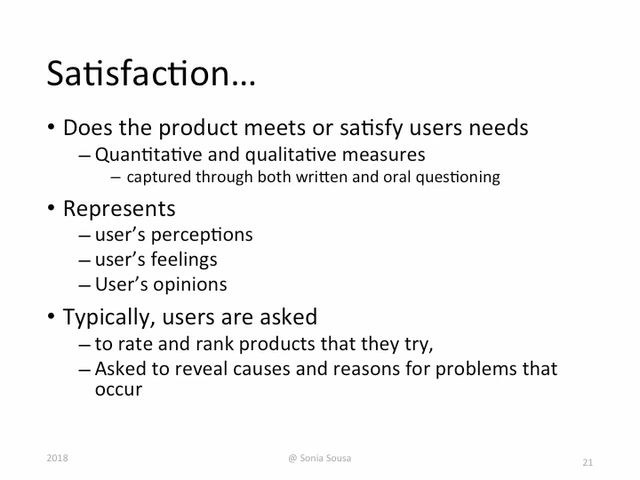 Satisfaction...
• Does the product meets or satisfy users needs
– Quantitative and qualitative measures
– captured through both written and oral questioning
• Represents
– user's perceptions
– user's feelings
– User's opinions
• Typically, users are asked
– to rate and rank products that they try,
– Asked to reveal causes and reasons for problems that
occur
2018
@ Sonia Sousa
21